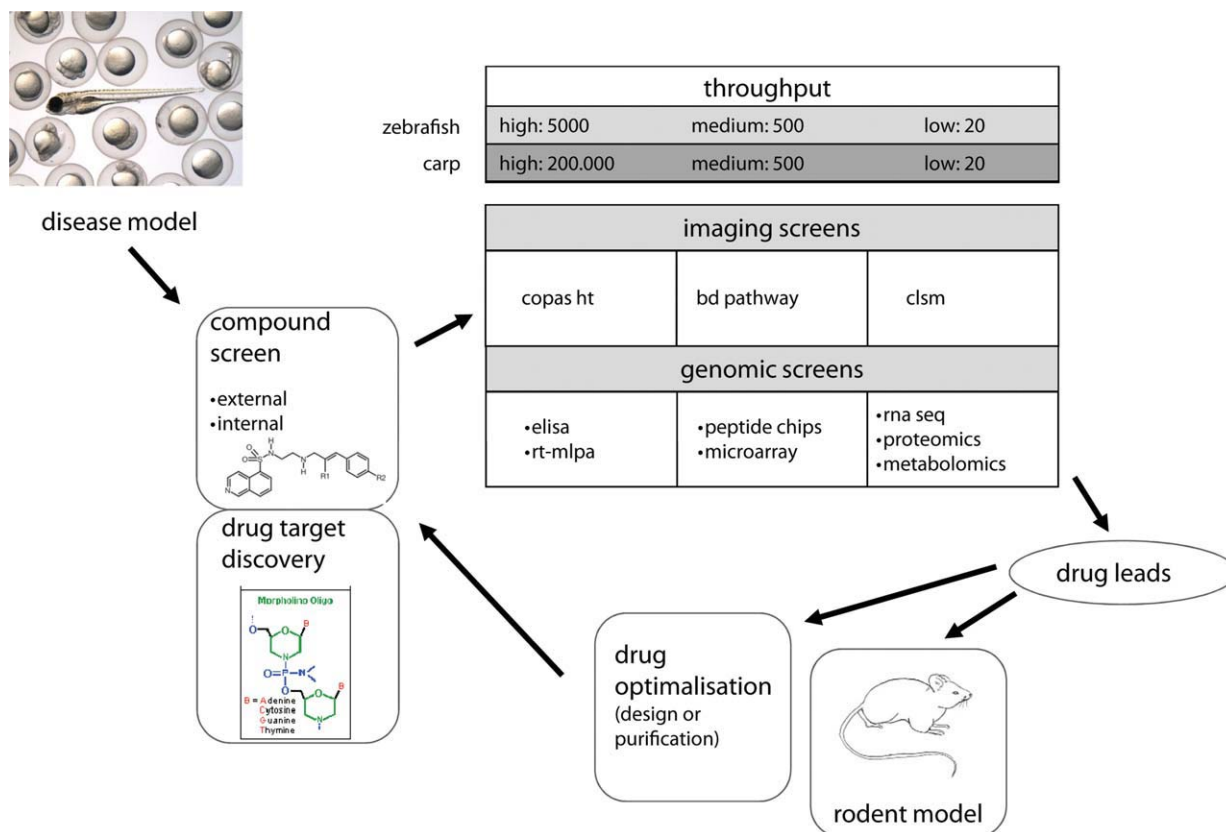 disease model
throughput
zebrafish high: 5000 medium: 500 low: 20
carp high: 200.000 medium: 500 low: 20
imaging screens
copas ht bd pathway clsm
genomic screens
•elisa
•rt-mlpa
•peptide chips
•microarray
•rna seq
•proteomics
•metabolomics
compound
screen
•external
•internal
H
O
O
S
N
N
H
R1
R2
N
drug target
discovery
Morpholino Oligo
O
O
B
N
O=P-N
O
O
B
N
B = Adenine
Cytosine
Guanine
Thymine
drug leads
drug
optimalisation
(design or
purification)
rodent model